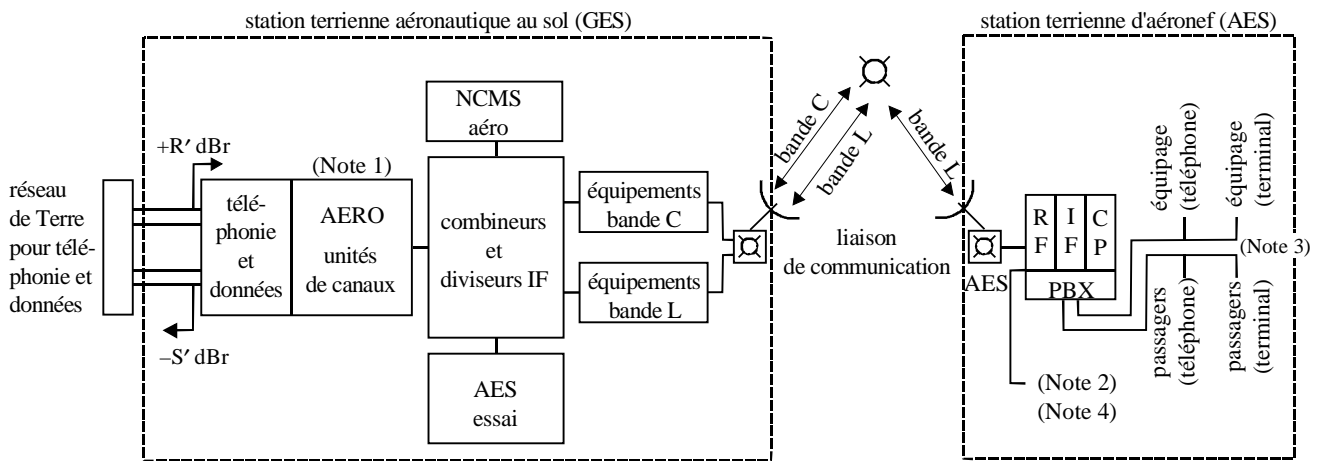 station terrienne aéronautique au sol (GES)
station terrienne d'aéronef (AES)
NCMS
aéro
+R′ dBr
(Note 1)
réseau
de Terre
pour télé-
phonie et
données
télé-
phonie
et
données
AERO
unités
de canaux
combineurs
et
diviseurs IF
équipements
bande C
équipements
bande L
–S′ dBr
AES
essai
bande C
bande L
bande L
liaison
de communication
AES
R
F
I
F
C
P
PBX
équipage
(téléphone)
équipage
(terminal)
(Note 3)
passagers
(téléphone)
passagers
(terminal)
(Note 2)
(Note 4)